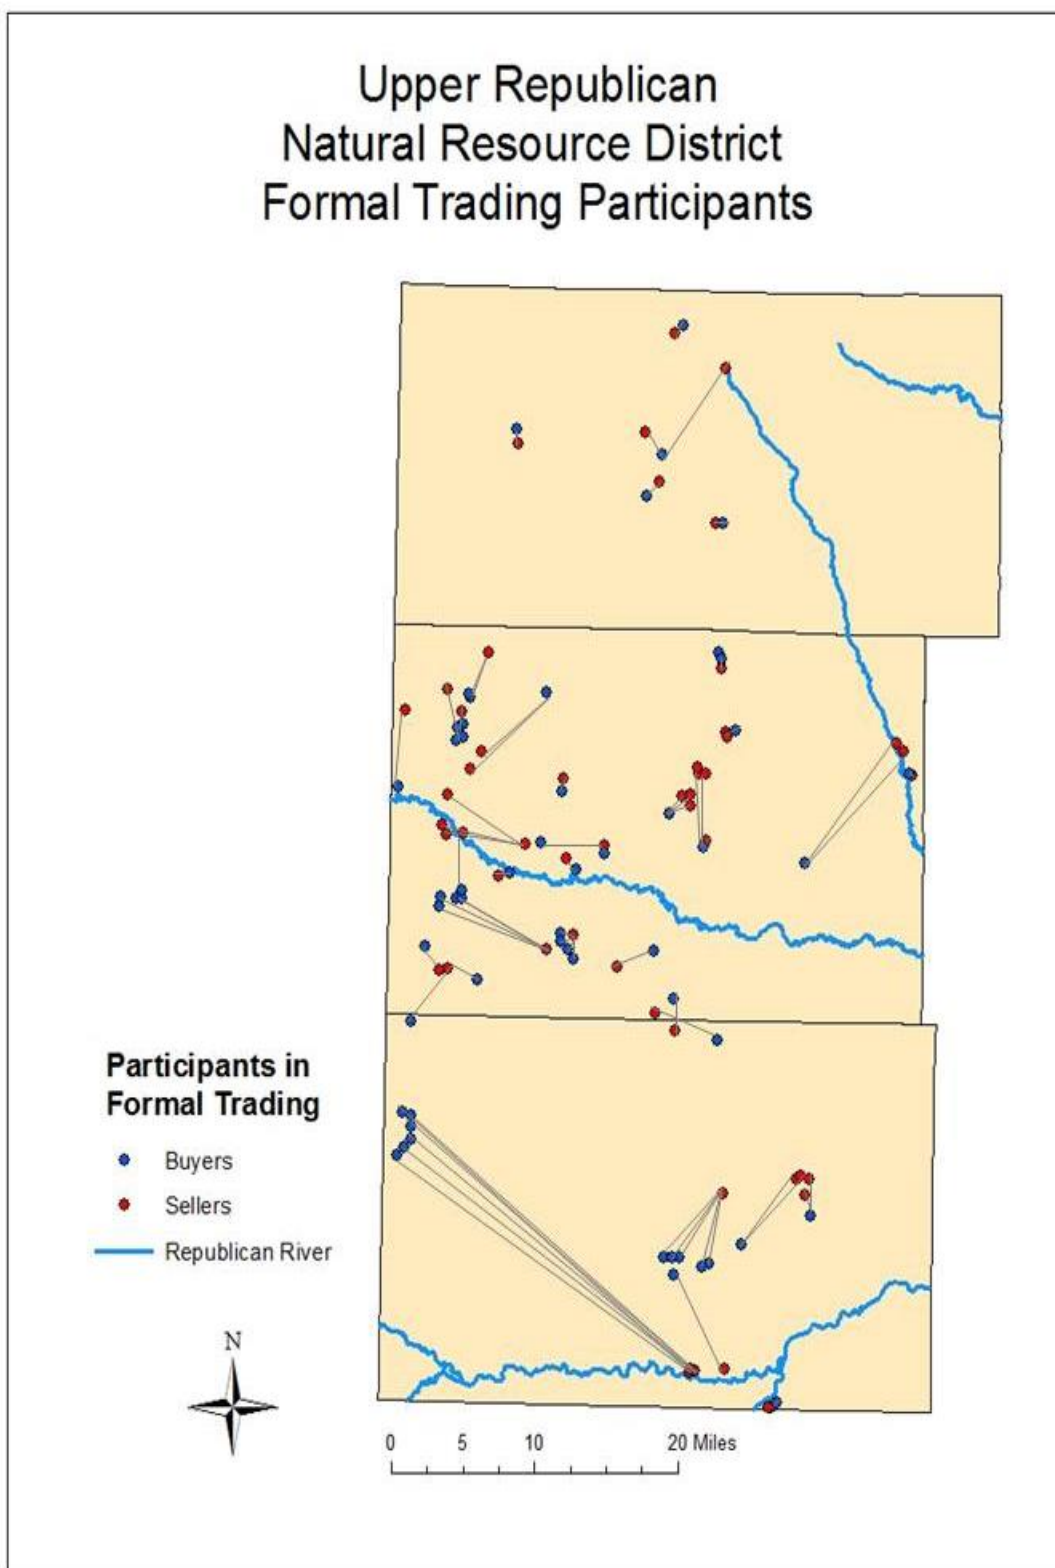 Upper Republican
Natural Resource District
Formal Trading Participants
Participants in
Formal Trading
Buyers
Sellers
Republican River
N
0 5 10 20 Miles